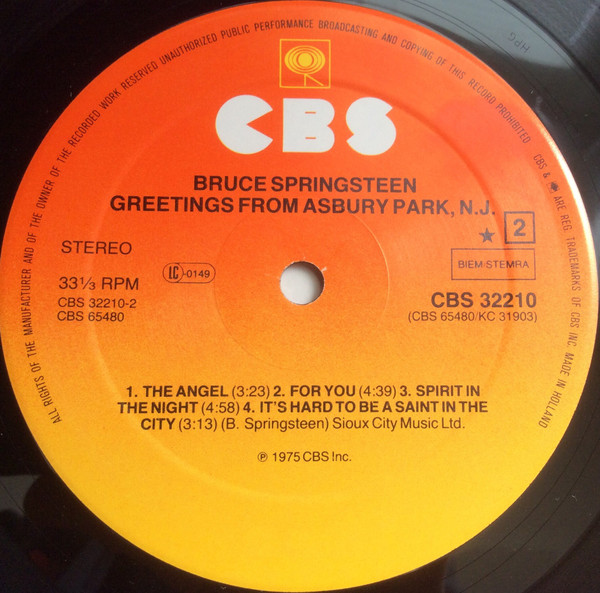 ALL RIGHTS OF THE MANUFACTURER AND OF THE OWNER OF THE RECORDED WORK RESERVED UNAUTHORIZED PUBLIC PERFORMANCE BROADCASTING AND COPYING OF THIS RECORD PROHIBITED CBS & ARE REG. TRADEMARKS OF CBS INC. MADE IN HOLLAND
CBS
BRUCE SPRINGSTEEN
GREETINGS FROM ASBURY PARK, N.J.
STEREO
★ 2
LC-0149
BIEM-STEMRA
33⅓ RPM
CBS 32210
CBS 32210-2
(CBS 65480/KC 31903)
CBS 65480
1. THE ANGEL (3:23) 2. FOR YOU (4:39) 3. SPIRIT IN
THE NIGHT (4:58) 4. IT'S HARD TO BE A SAINT IN THE
CITY (3:13) (B. Springsteen) Sioux City Music Ltd.
℗ 1975 CBS Inc.